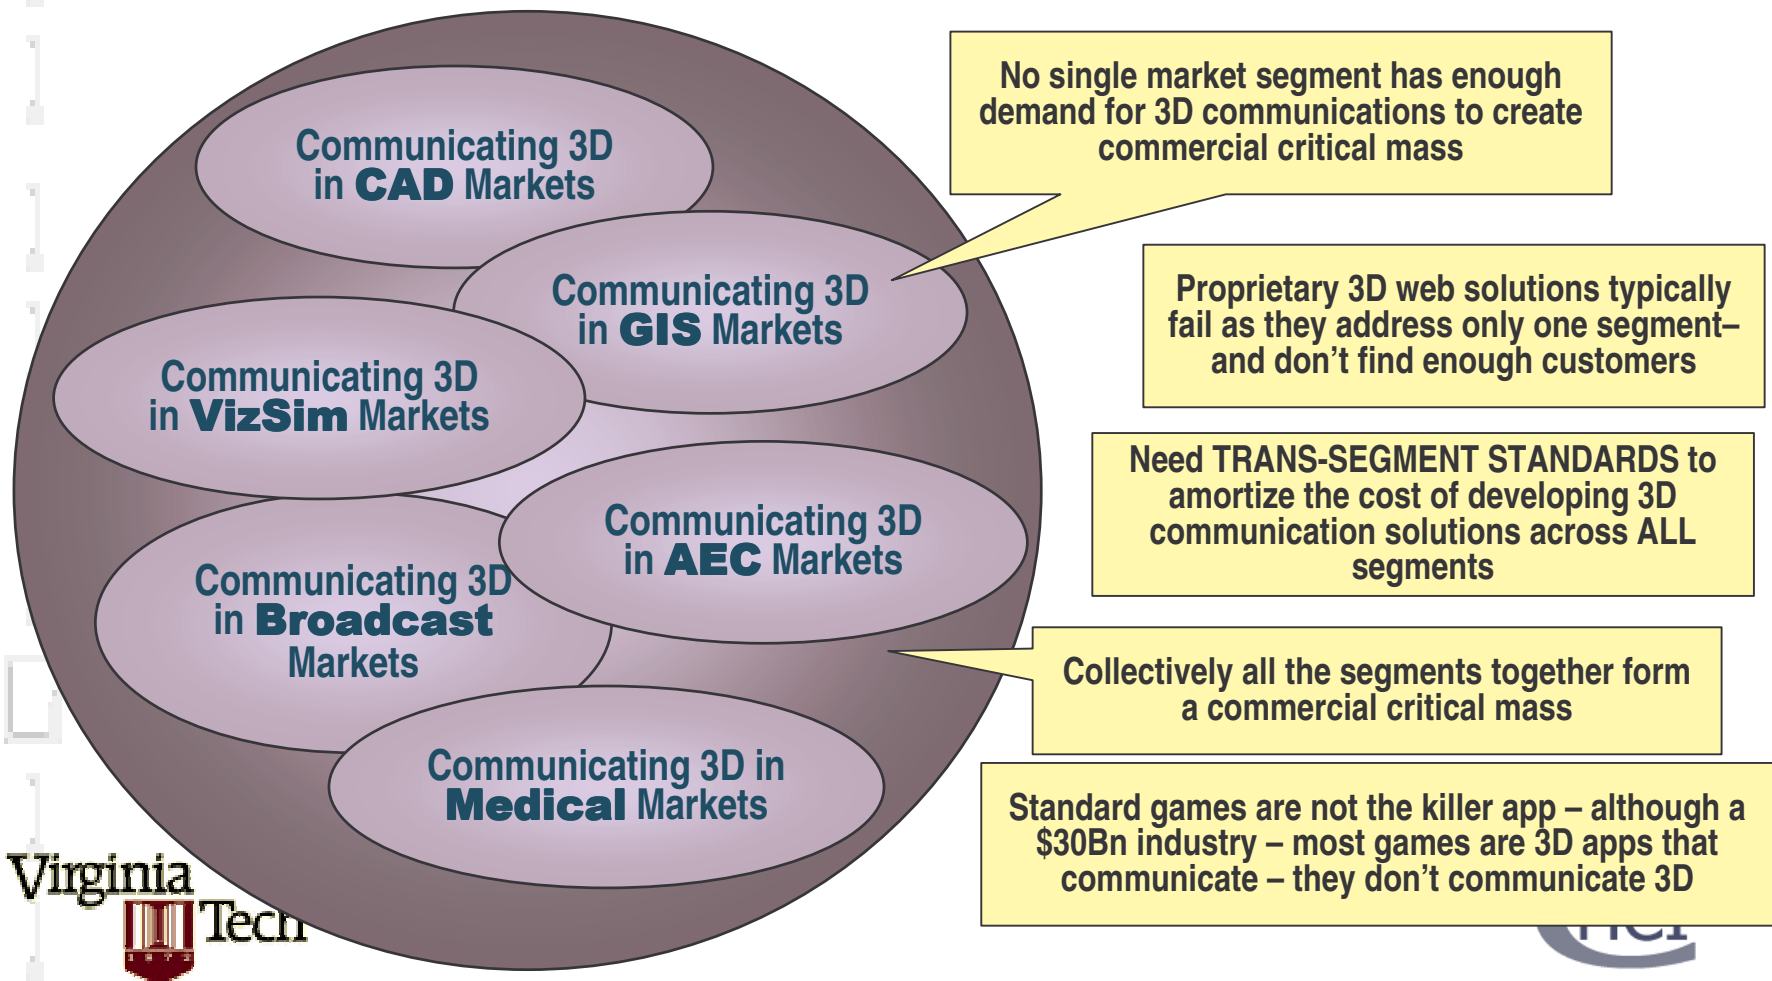 Communicating 3D
in CAD Markets
Communicating 3D
in GIS Markets
Communicating 3D
in VizSim Markets
Communicating 3D
in AEC Markets
Communicating 3D
in Broadcast
Markets
Communicating 3D in
Medical Markets
No single market segment has enough
demand for 3D communications to create
commercial critical mass
Proprietary 3D web solutions typically
fail as they address only one segment–
and don't find enough customers
Need TRANS-SEGMENT STANDARDS to
amortize the cost of developing 3D
communication solutions across ALL
segments
Collectively all the segments together form
a commercial critical mass
Standard games are not the killer app – although a
$30Bn industry – most games are 3D apps that
communicate – they don't communicate 3D
Virginia
Tech
1872
HCI